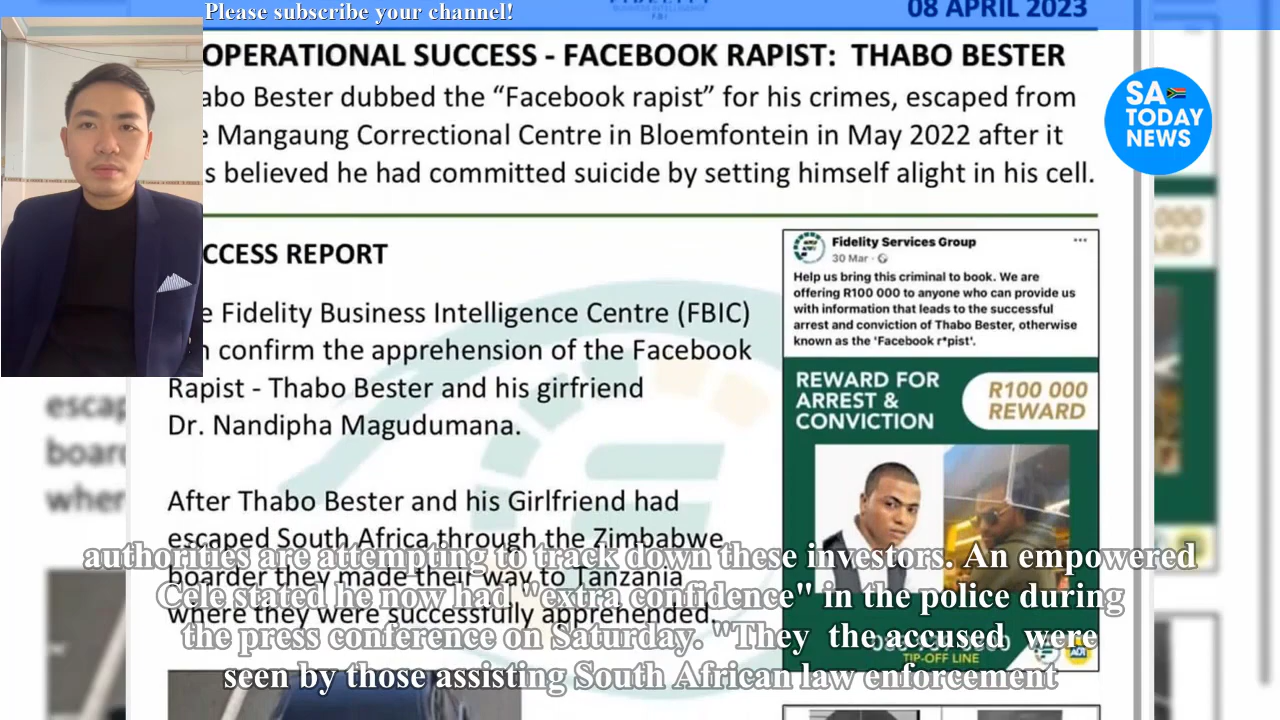 Please subscribe your channel!
08 APRIL 2023
OPERATIONAL SUCCESS - FACEBOOK RAPIST: THABO BESTER
abo Bester dubbed the “Facebook rapist” for his crimes, escaped from
e Mangaung Correctional Centre in Bloemfontein in May 2022 after it
s believed he had committed suicide by setting himself alight in his cell.
SA
TODAY
NEWS
CCESS REPORT
e Fidelity Business Intelligence Centre (FBIC)
n confirm the apprehension of the Facebook
Rapist - Thabo Bester and his girfriend
Dr. Nandipha Magudumana.
After Thabo Bester and his Girlfriend had
escaped South Africa through the Zimbabwe
boarder they made their way to Tanzania
where they were successfully apprehended.
Fidelity Services Group
30 Mar
Help us bring this criminal to book. We are
offering R100 000 to anyone who can provide us
with information that leads to the successful
arrest and conviction of Thabo Bester, otherwise
known as the 'Facebook r*pist'.
REWARD FOR
ARREST &
CONVICTION
R100 000
REWARD
TIP-OFF LINE
ADT
escap
board
wher
000
ARD
authorities are attempting to track down these investors. An empowered
Cele stated he now had "extra confidence" in the police during
the press conference on Saturday. "They the accused were
seen by those assisting South African law enforcement